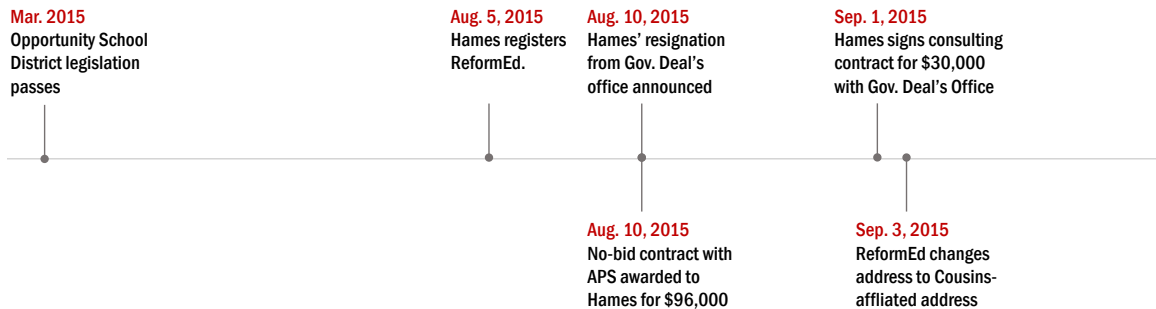 Mar. 2015
Opportunity School
District legislation
passes
Aug. 5, 2015
Hames registers
ReformEd.
Aug. 10, 2015
Hames’ resignation
from Gov. Deal’s
office announced
Sep. 1, 2015
Hames signs consulting
contract for $30,000
with Gov. Deal’s Office
Aug. 10, 2015
No-bid contract with
APS awarded to
Hames for $96,000
Sep. 3, 2015
ReformEd changes
address to Cousins-
affliated address